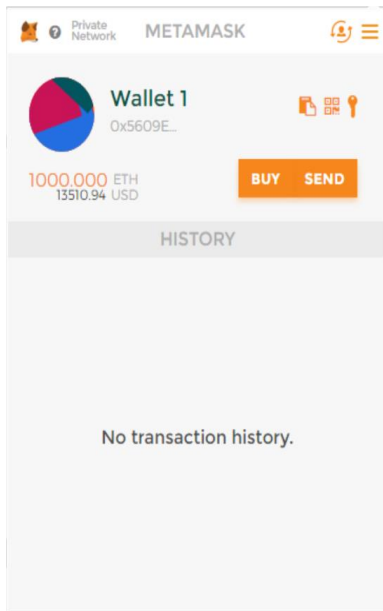 Private
Network
METAMASK
Wallet 1
0x5609E...
1000.000 ETH
13510.94 USD
BUY
SEND
HISTORY
No transaction history.